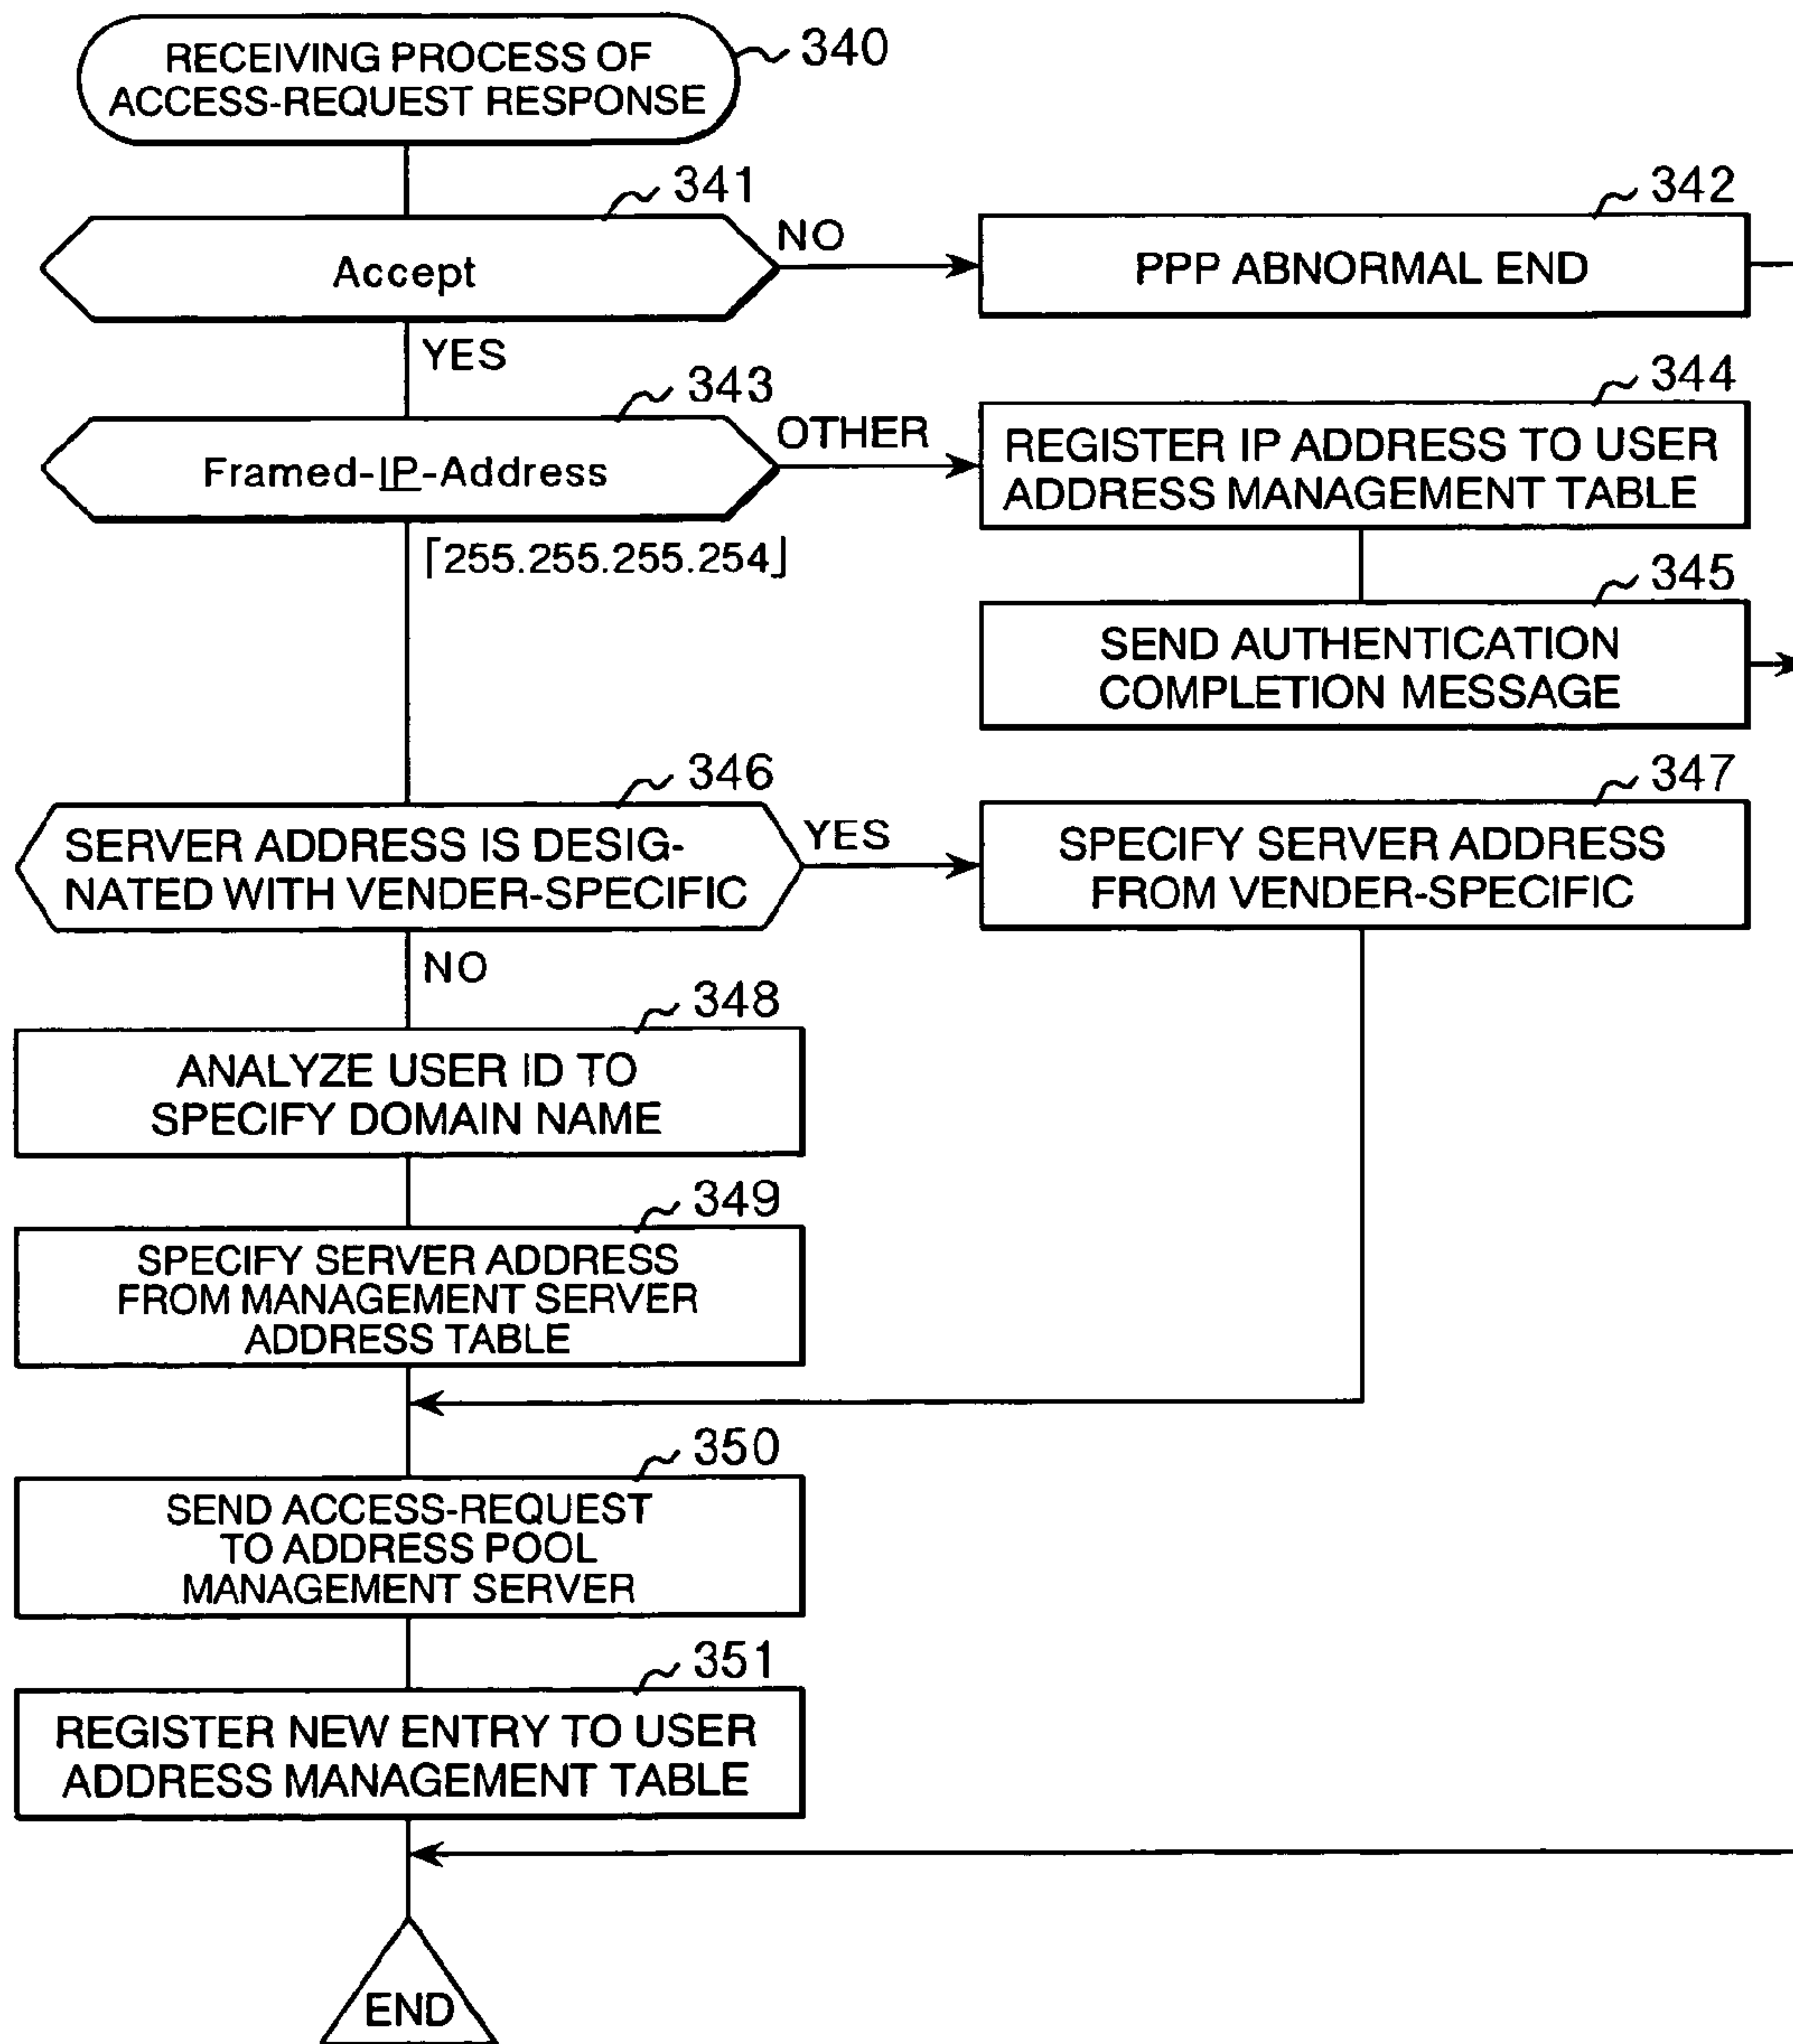 RECEIVING PROCESS OF
ACCESS-REQUEST RESPONSE
340
341
Accept
NO
342
PPP ABNORMAL END
YES
343
Framed-IP-Address
OTHER
344
REGISTER IP ADDRESS TO USER
ADDRESS MANAGEMENT TABLE
「255.255.255.254」
345
SEND AUTHENTICATION
COMPLETION MESSAGE
346
SERVER ADDRESS IS DESIG-
NATED WITH VENDER-SPECIFIC
YES
347
SPECIFY SERVER ADDRESS
FROM VENDER-SPECIFIC
NO
348
ANALYZE USER ID TO
SPECIFY DOMAIN NAME
349
SPECIFY SERVER ADDRESS
FROM MANAGEMENT SERVER
ADDRESS TABLE
350
SEND ACCESS-REQUEST
TO ADDRESS POOL
MANAGEMENT SERVER
351
REGISTER NEW ENTRY TO USER
ADDRESS MANAGEMENT TABLE
END